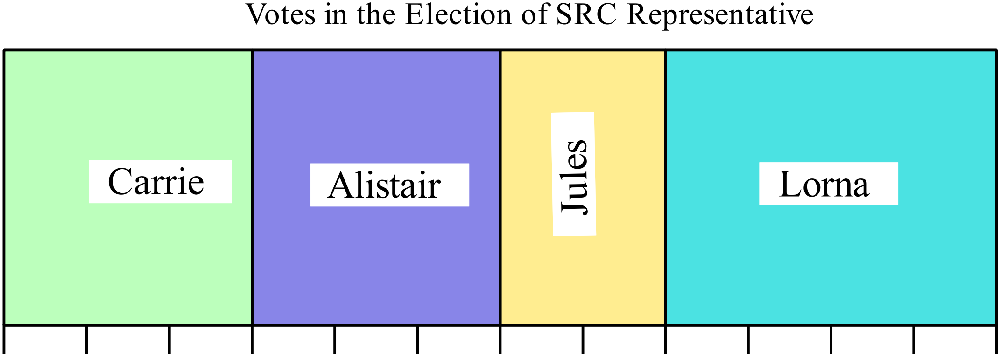 Votes in the Election of SRC Representative
Carrie
Alistair
Jules
Lorna